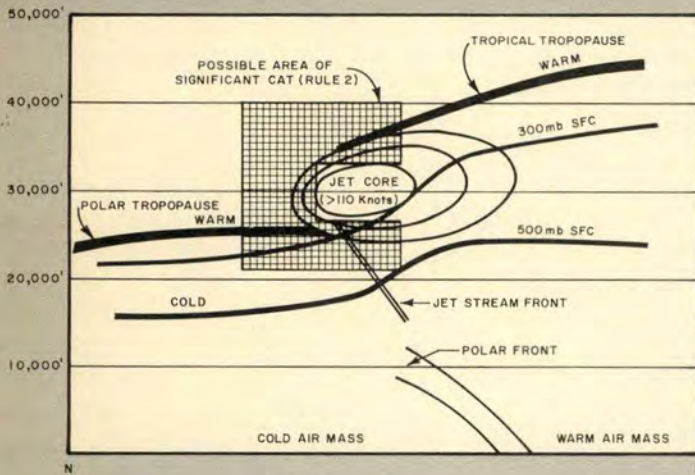 50,000'
TROPICAL TROPOPAUSE
POSSIBLE AREA OF
SIGNIFICANT CAT (RULE 2)
WARM
40,000'
300mb SFC
JET CORE
(>110 Knots)
30,000'
POLAR TROPOPAUSE
WARM
500mb SFC
20,000'
COLD
JET STREAM FRONT
POLAR FRONT
10,000'
COLD AIR MASS
WARM AIR MASS
N